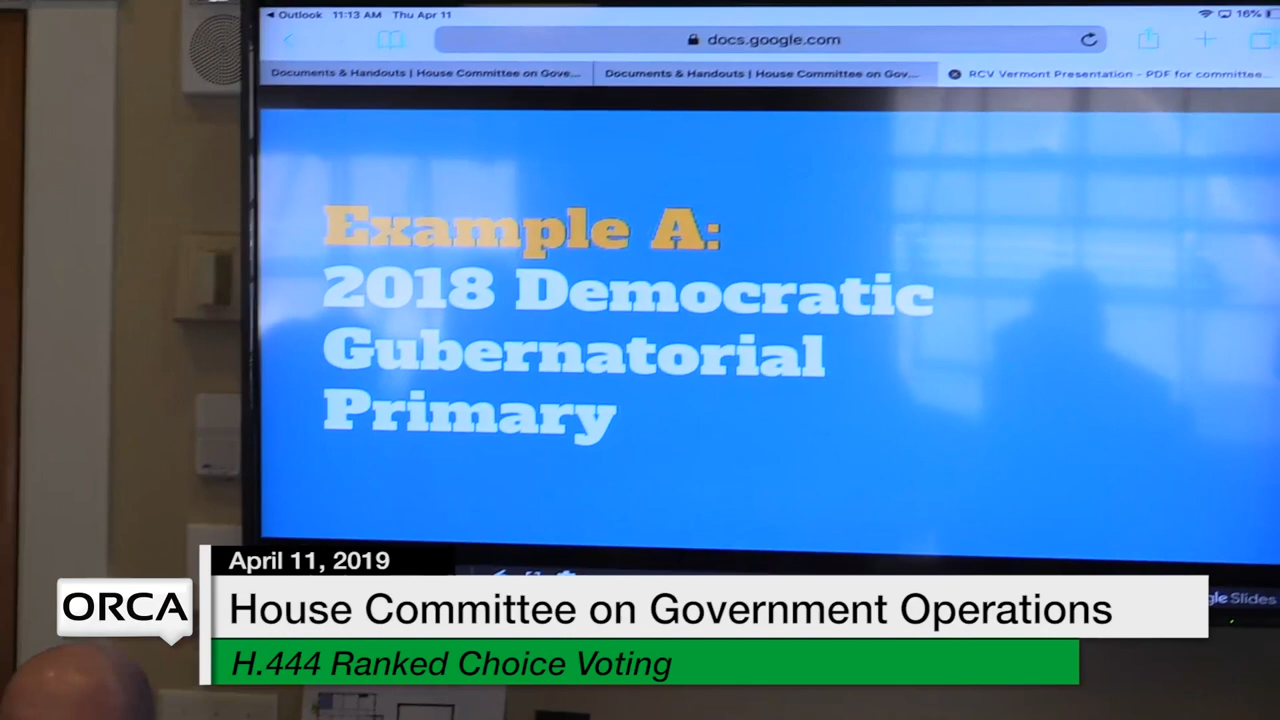 Outlook 11:13 AM Thu Apr 11
16%
docs.google.com
Documents & Handouts | House Committee on Gove...
Documents & Handouts | House Committee on Gov...
RCV Vermont Presentation - PDF for committee...
Example A:
2018 Democratic
Gubernatorial
Primary
gle Slides
April 11, 2019
ORCA
House Committee on Government Operations
H.444 Ranked Choice Voting